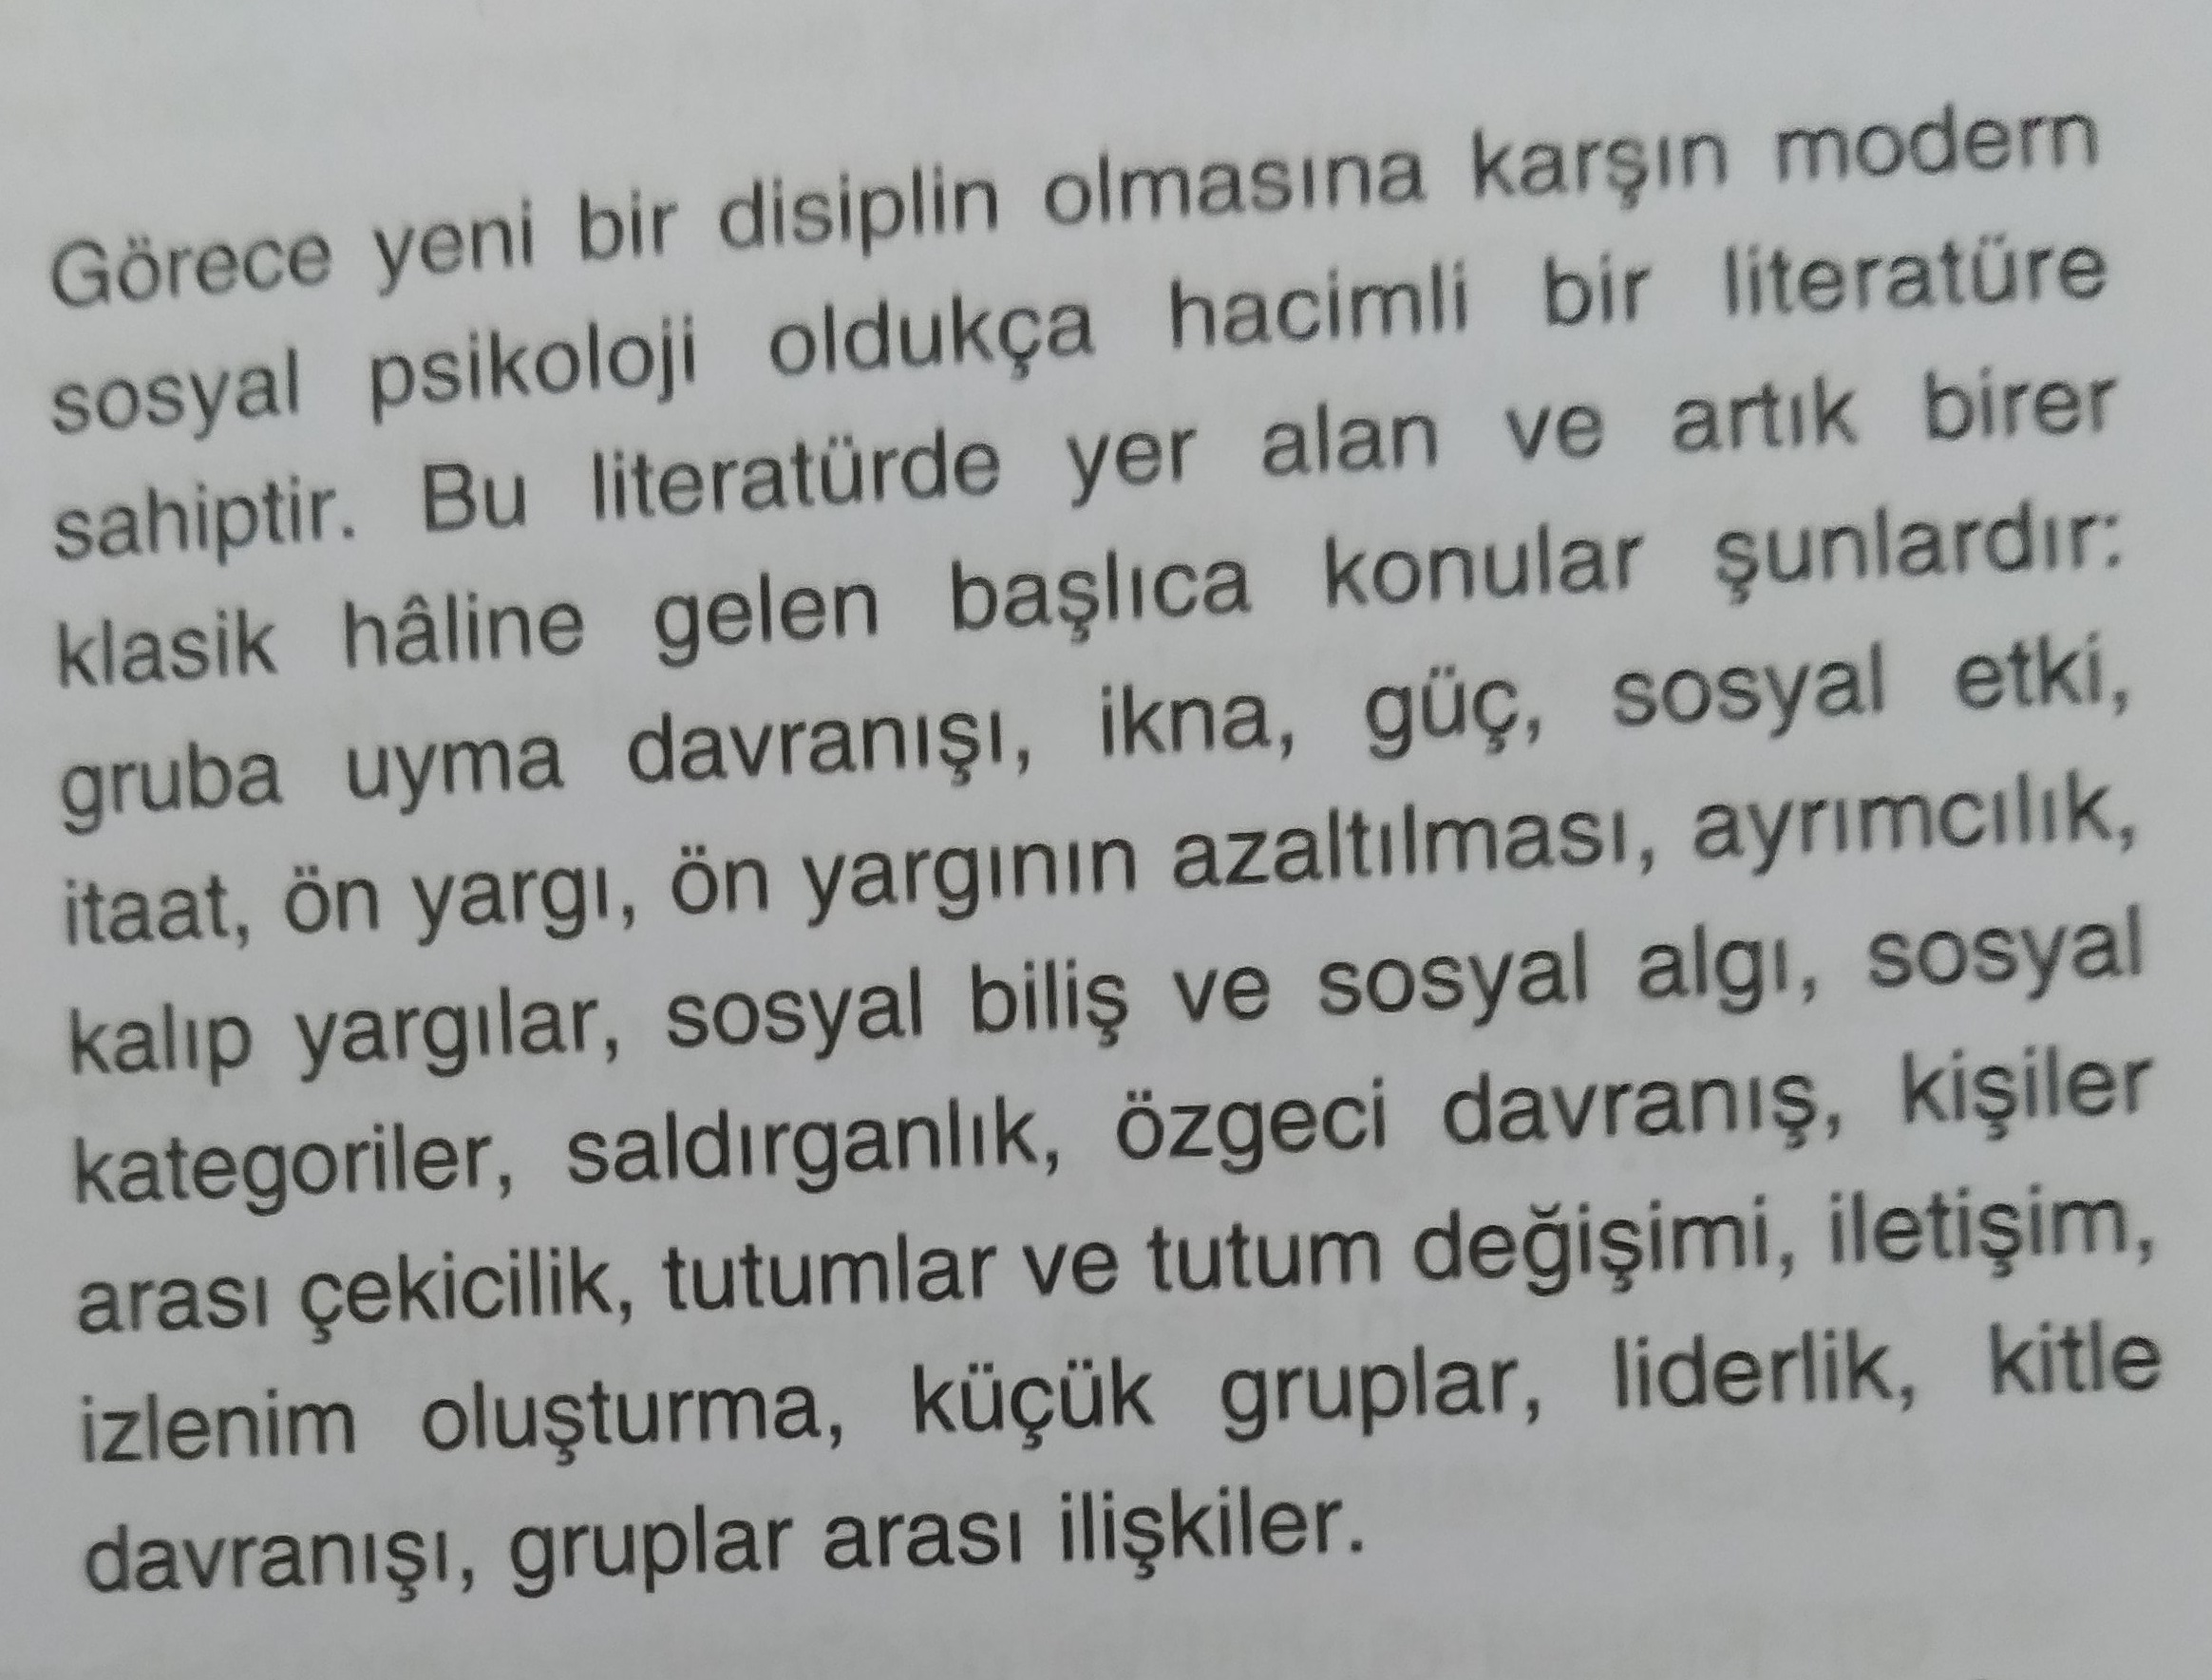 Görece yeni bir disiplin olmasına karşın modern
sosyal psikoloji oldukça hacimli bir literatüre
sahiptir. Bu literatürde yer alan ve artık birer
klasik hâline gelen başlıca konular şunlardır:
gruba uyma davranışı, ikna, güç, sosyal etki,
itaat, ön yargı, ön yargının azaltılması, ayrımcılık,
kalıp yargılar, sosyal biliş ve sosyal algı, sosyal
kategoriler, saldırganlık, özgeci davranış, kişiler
arası çekicilik, tutumlar ve tutum değişimi, iletişim,
izlenim oluşturma, küçük gruplar, liderlik, kitle
davranışı, gruplar arası ilişkiler.